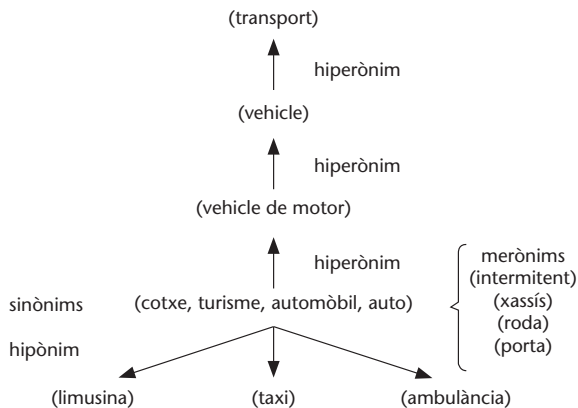 (transport)
hiperònim
(vehicle)
hiperònim
(vehicle de motor)
hiperònim
merònims
(intermitent)
sinònims (cotxe, turisme, automòbil, auto) (xassís)
(roda)
hipònim (porta)
(limusina) (taxi) (ambulància)